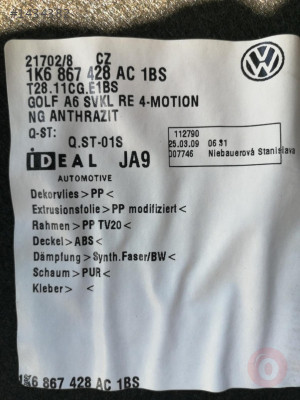 21702/8 CZ
1K6 867 428 AC 1BS
T28.11CG.E1BS
GOLF A6 SVKL RE 4-MOTION
NG ANTHRAZIT
Q-ST:
Q.ST-01S
112790
25.03.09 06 31
007746 Niebauerová Stanislava
IDEAL JA9
AUTOMOTIVE
Dekorvlies>PP<
Extrusionsfolie>PP modifiziert<
Rahmen>PP TV20<
Deckel>ABS<
Dämpfung>Synth.Faser/BW<
Schaum>PUR<
Kleber> <
1K6 867 428 AC 1BS